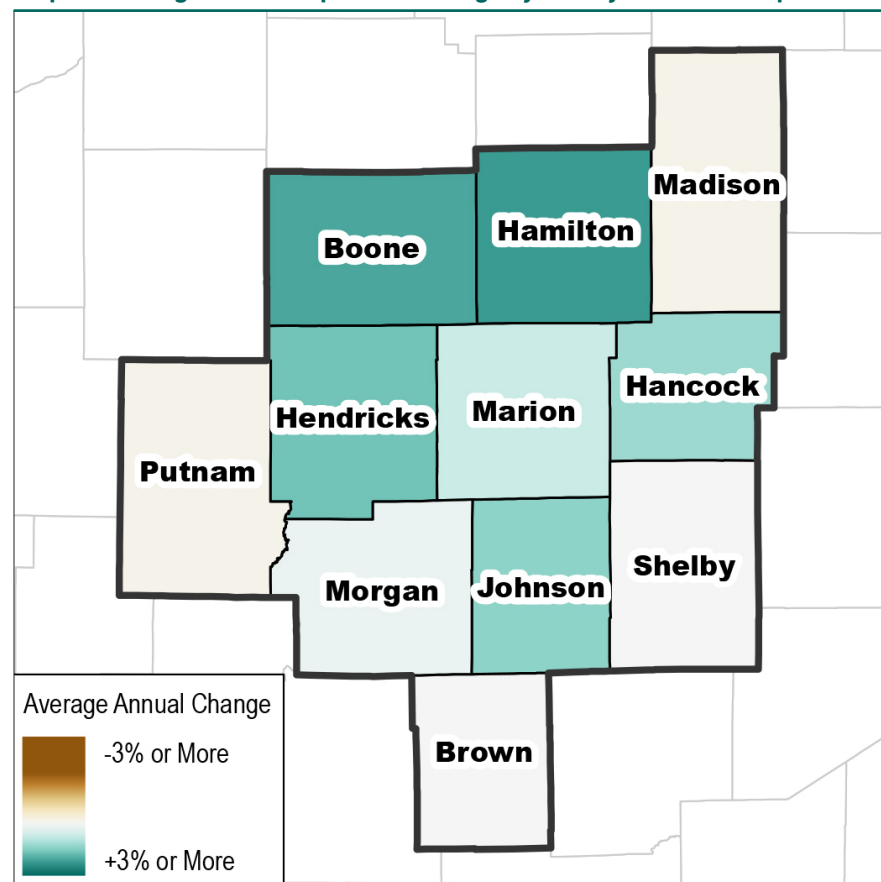 Madison
Hamilton
Boone
Hancock
Marion
Hendricks
Putnam
Shelby
Johnson
Morgan
Brown
Average Annual Change
-3% or More
+3% or More